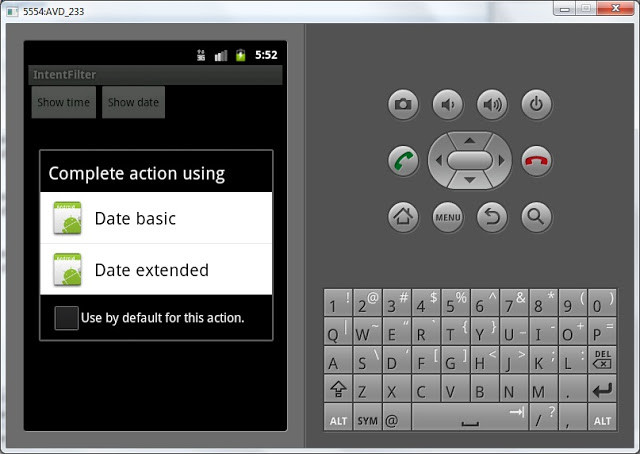 5554:AVD_233
3G 5:52
IntentFilter
Show time Show date
Complete action using
Date basic
Date extended
Use by default for this action.
MENU
1 ! 2 @ 3 # 4 $ 5 % 6 ^ 7 & 8 * 9 ( 0 )
Q | W ~ E " R ` T { Y } U _ I - O + P =
A S \ D ' F [ G ] H < J > K ; L : DEL
Z X C V B N M .
ALT SYM @ / ? , ALT